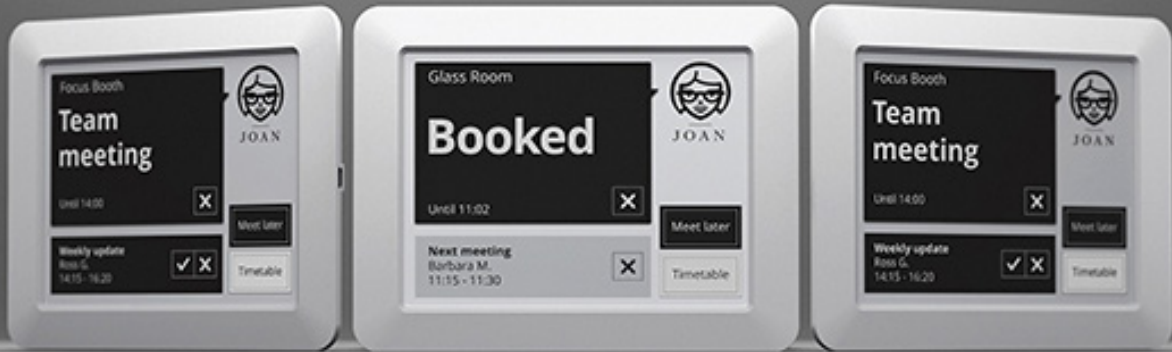 Focus Booth
Team
meeting
Until 14:00
Weekly update
Ross G.
14:15 - 16:20
JOAN
Meet later
Timetable
Glass Room
Booked
Until 11:02
Next meeting
Barbara M.
11:15 - 11:30
JOAN
Meet later
Timetable
Focus Booth
Team
meeting
Until 14:00
Weekly update
Ross G.
14:15 - 16:20
JOAN
Meet later
Timetable